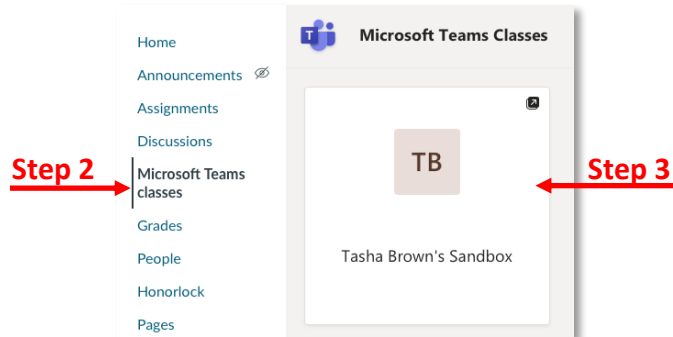 Home
Announcements
Assignments
Discussions
Step 2
Microsoft Teams
classes
Grades
People
Honorlock
Pages
T
Microsoft Teams Classes
TB
Step 3
Tasha Brown's Sandbox